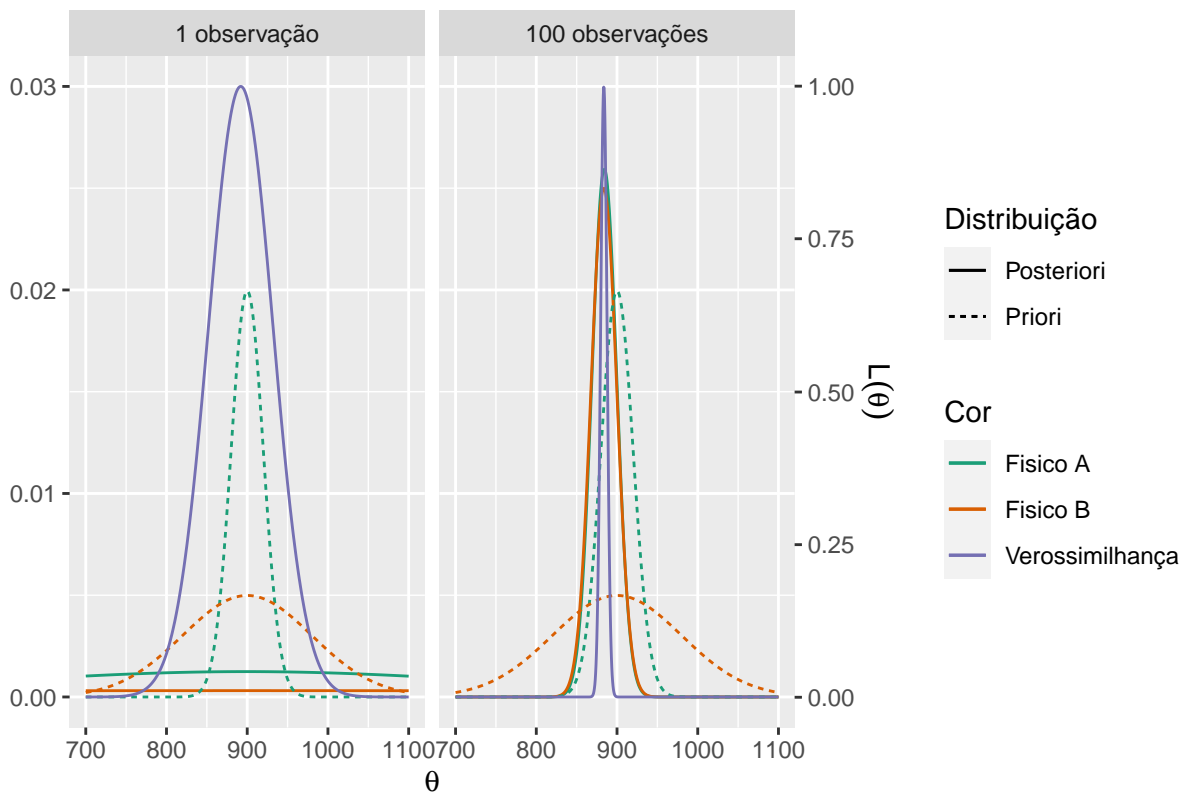 1 observação
100 observações
0.03
0.02
0.01
0.00
1.00
0.75
0.50
0.25
0.00
L(θ)
700 800 900 1000 1100
700 800 900 1000 1100
θ
Distribuição
Posteriori
Priori
Cor
Fisico A
Fisico B
Verossimilhança